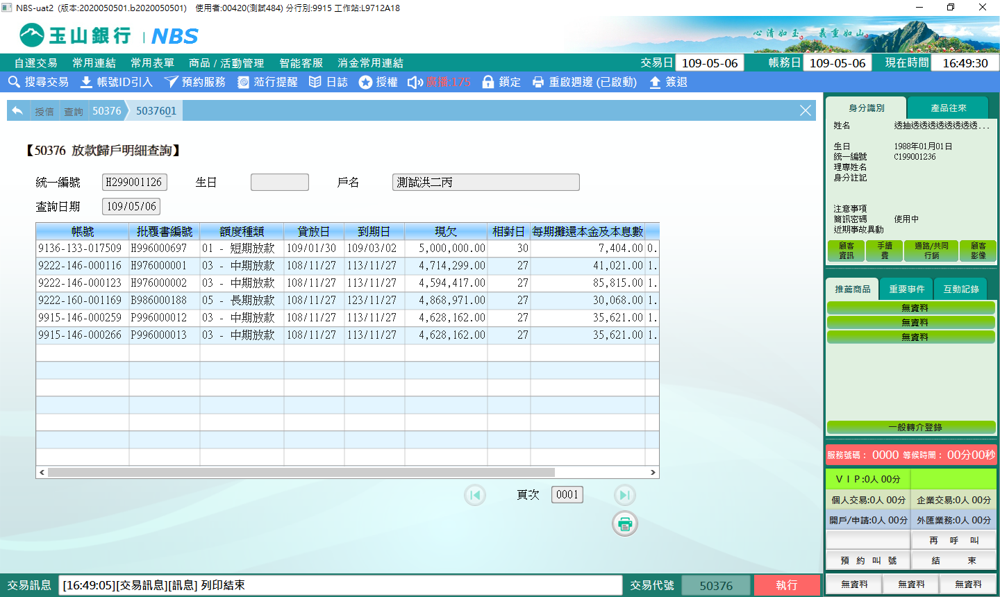 NBS-uat2 (版本:2020050501.b2020050501) 使用者:00420(測試484) 分行別:9915 工作站:L9712A18
玉山銀行 | NBS
心清如玉。義重如山。
自選交易 常用連結 常用表單 商品 / 活動管理 智能客服 消金常用連結 交易日 109-05-06 帳務日 109-05-06 現在時間 16:49:30
搜尋交易 帳號ID引入 預約服務 蒞行提醒 日誌 授權 廣播:175 鎖定 重啟週邊 (已啟動) 簽退
授信 查詢 50376 5037601
【50376 放款歸戶明細查詢】
統一編號 H299001126 生日 戶名 測試洪二丙
查詢日期 109/05/06
帳號 批覆書編號 額度種類 貸放日 到期日 現欠 相對日 每期攤還本金及本息數
9136-133-017509 H996000697 01 - 短期放款 109/01/30 109/03/02 5,000,000.00 30 7,404.00 0.
9222-146-000116 H976000001 03 - 中期放款 108/11/27 113/11/27 4,714,299.00 27 41,021.00 1.
9222-146-000123 H976000002 03 - 中期放款 108/11/27 113/11/27 4,594,417.00 27 85,815.00 1.
9222-160-001169 B986000188 05 - 長期放款 108/11/27 123/11/27 4,868,971.00 27 30,068.00 1.
9915-146-000259 P996000012 03 - 中期放款 108/11/27 113/11/27 4,628,162.00 27 35,621.00 1.
9915-146-000266 P996000013 03 - 中期放款 108/11/27 113/11/27 4,628,162.00 27 35,621.00 1.
頁次 0001
交易訊息 [16:49:05][交易訊息][訊息] 列印結束 交易代號 50376 執行
身分識別 產品往來
姓名 透抽透透透透透透透透...
生日 1988年01月01日
統一編號 C199001236
理專姓名
身分註記
注意事項
簡訊密碼 使用中
近期事故異動
顧客資訊 手續費 通路/共同行銷 顧客影像
推薦商品 重要事件 互動記錄
無資料
無資料
無資料
一般轉介登錄
服務號碼： 0000 等候時間： 00分00秒
ＶＩＰ:0人 00分
個人交易:0人 00分 企業交易:0人 00分
開戶/申請:0人 00分 外匯業務:0人 00分
再 呼 叫
預 約 叫 號 結 束
無資料 無資料 無資料